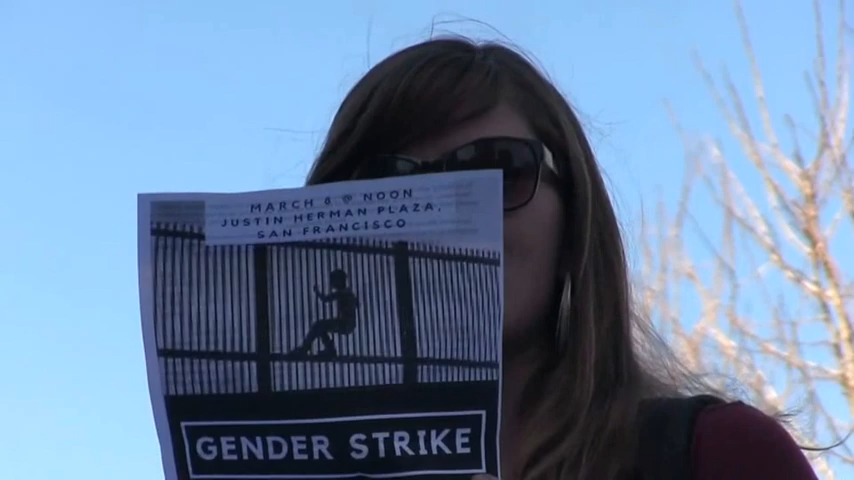 MARCH 8 @ NOON
JUSTIN HERMAN PLAZA,
SAN FRANCISCO
GENDER STRIKE